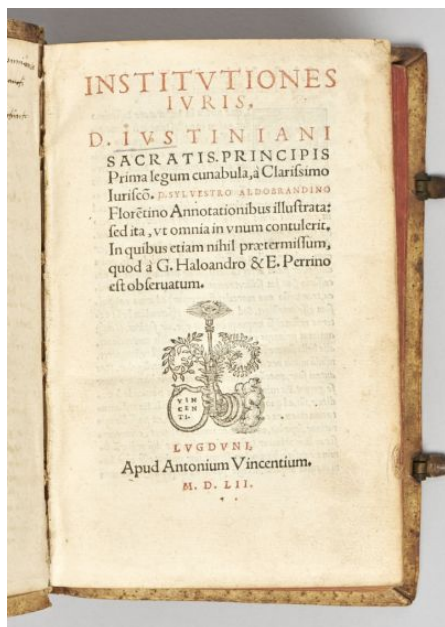 INSTITVTIONES
IVRIS.
D. IVSTINIANI
SACRATIS. PRINCIPIS
Prima legum cunabula, à Clarissimo
Iuriscõ. D. SYLVESTRO ALDOBRANDINO
Florẽtino Annotationibus illustrata:
sed ita, vt omnia in vnum contulerit.
In quibus etiam nihil prætermissum,
quod à G. Haloandro & E. Perrino
est obseruatum.
VIN
CEN
TI.
LVGDVNI,
Apud Antonium Vincentium.
M. D. LII.